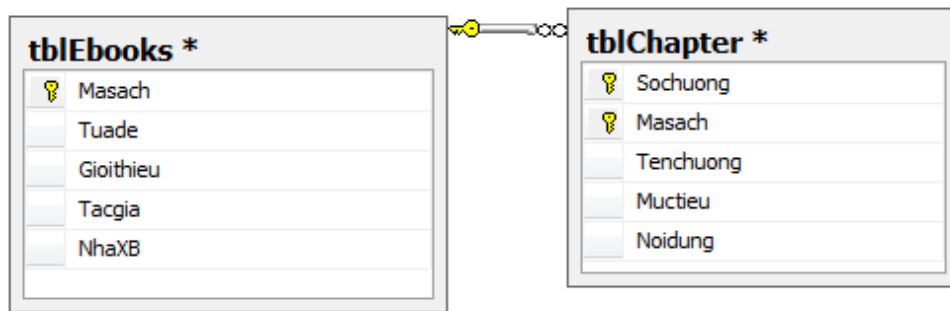 tblEbooks *
Masach
Tuade
Gioithieu
Tacgia
NhaXB
tblChapter *
Sochuong
Masach
Tenchuong
Muctieu
Noidung